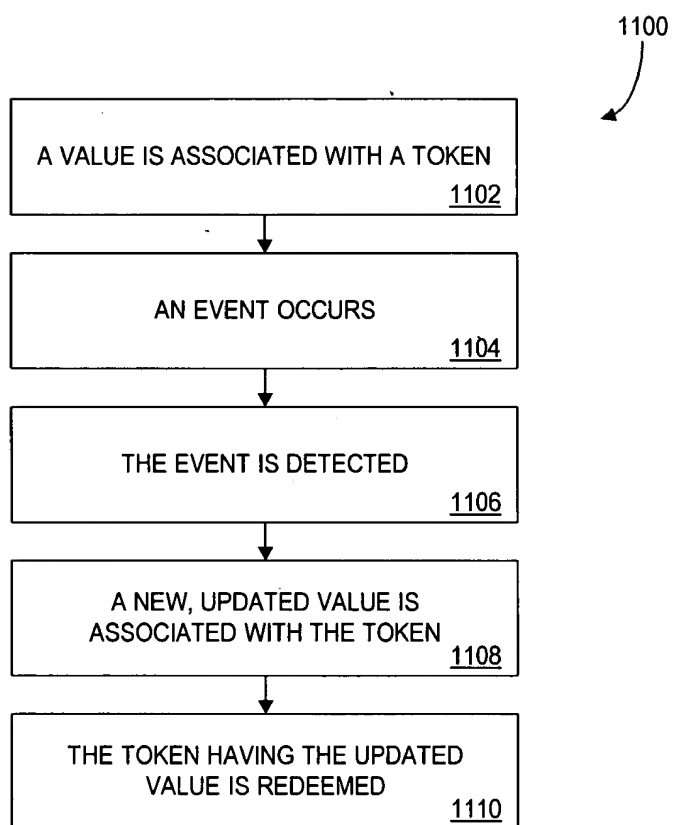 1100
A VALUE IS ASSOCIATED WITH A TOKEN
1102
AN EVENT OCCURS
1104
THE EVENT IS DETECTED
1106
A NEW, UPDATED VALUE IS
ASSOCIATED WITH THE TOKEN
1108
THE TOKEN HAVING THE UPDATED
VALUE IS REDEEMED
1110